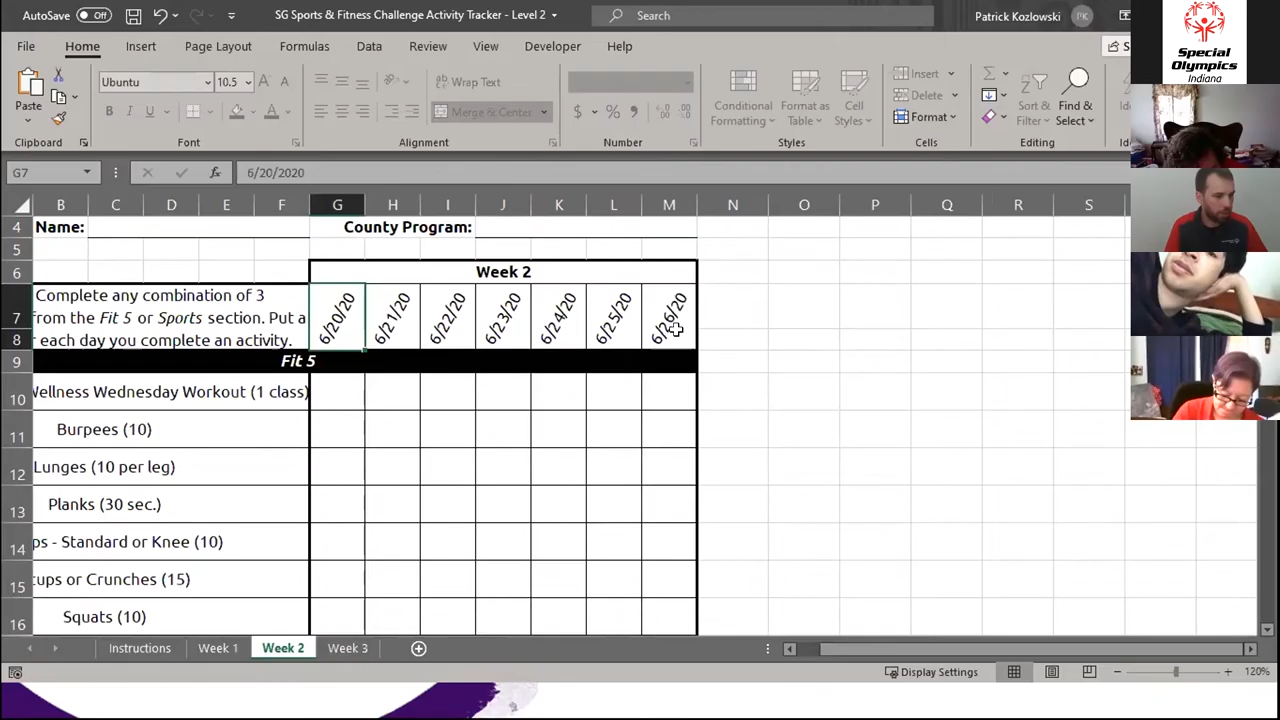 AutoSave Off
SG Sports & Fitness Challenge Activity Tracker - Level 2
Search
Patrick Kozlowski PK
File Home Insert Page Layout Formulas Data Review View Developer Help
Paste
Clipboard
Ubuntu 10.5
B I U
Font
Wrap Text
Merge & Center
Alignment
$ % ,
Number
Conditional Formatting
Format as Table
Cell Styles
Styles
Insert
Delete
Format
Cells
Sort & Filter
Find & Select
Editing
Special
Olympics
Indiana
G7 fx 6/20/2020
B C D E F G H I J K L M N O P Q R S
4 Name: County Program:
5
6 Week 2
7 Complete any combination of 3
from the Fit 5 or Sports section. Put a
8 each day you complete an activity.
6/20/20 6/21/20 6/22/20 6/23/20 6/24/20 6/25/20 6/26/20
9 Fit 5
10 Wellness Wednesday Workout (1 class)
11 Burpees (10)
12 Lunges (10 per leg)
13 Planks (30 sec.)
14 ps - Standard or Knee (10)
15 ups or Crunches (15)
16 Squats (10)
Instructions Week 1 Week 2 Week 3
Display Settings 120%